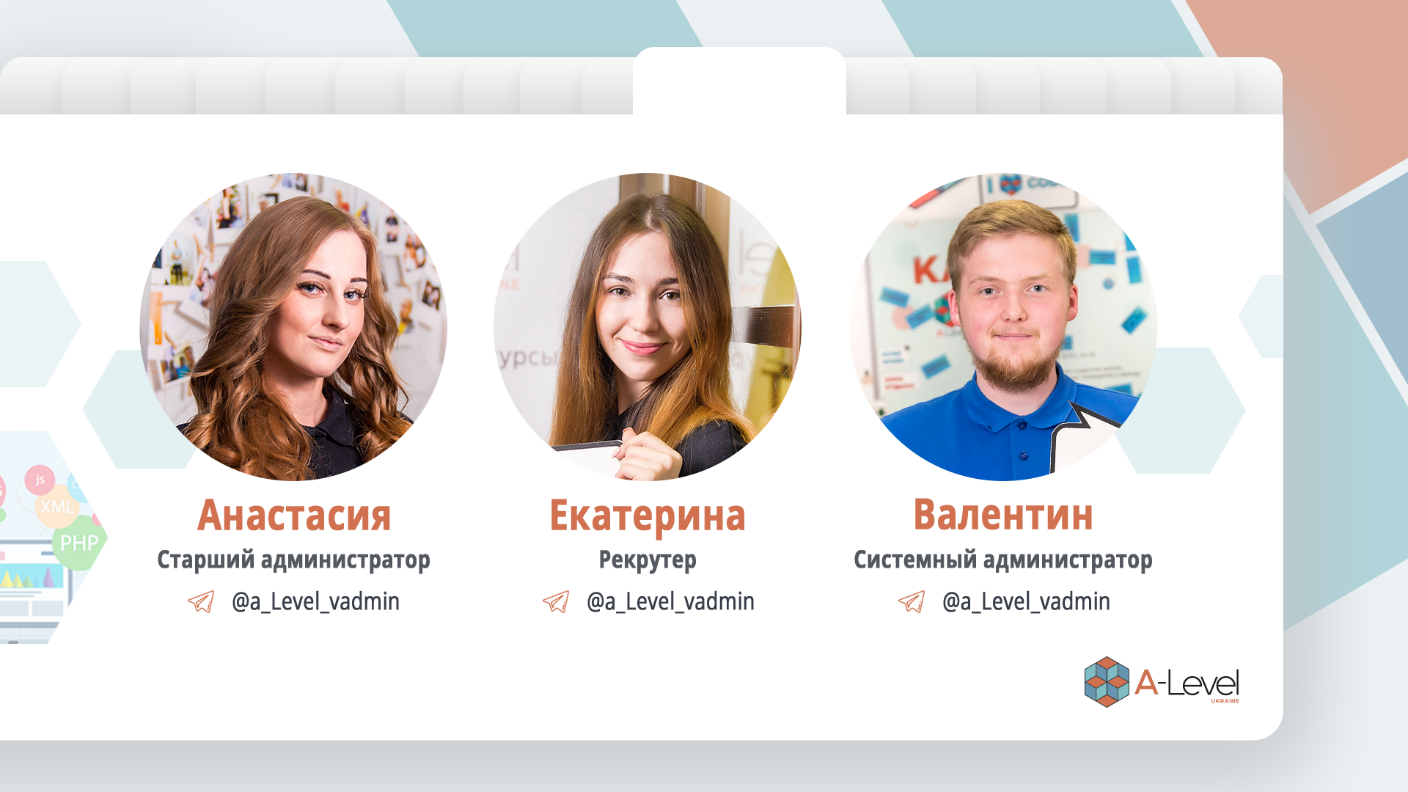 Анастасия
Старший администратор
@a_Level_vadmin
Екатерина
Рекрутер
@a_Level_vadmin
Валентин
Системный администратор
@a_Level_vadmin
js
XML
PHP
A-Level
UKRAINE